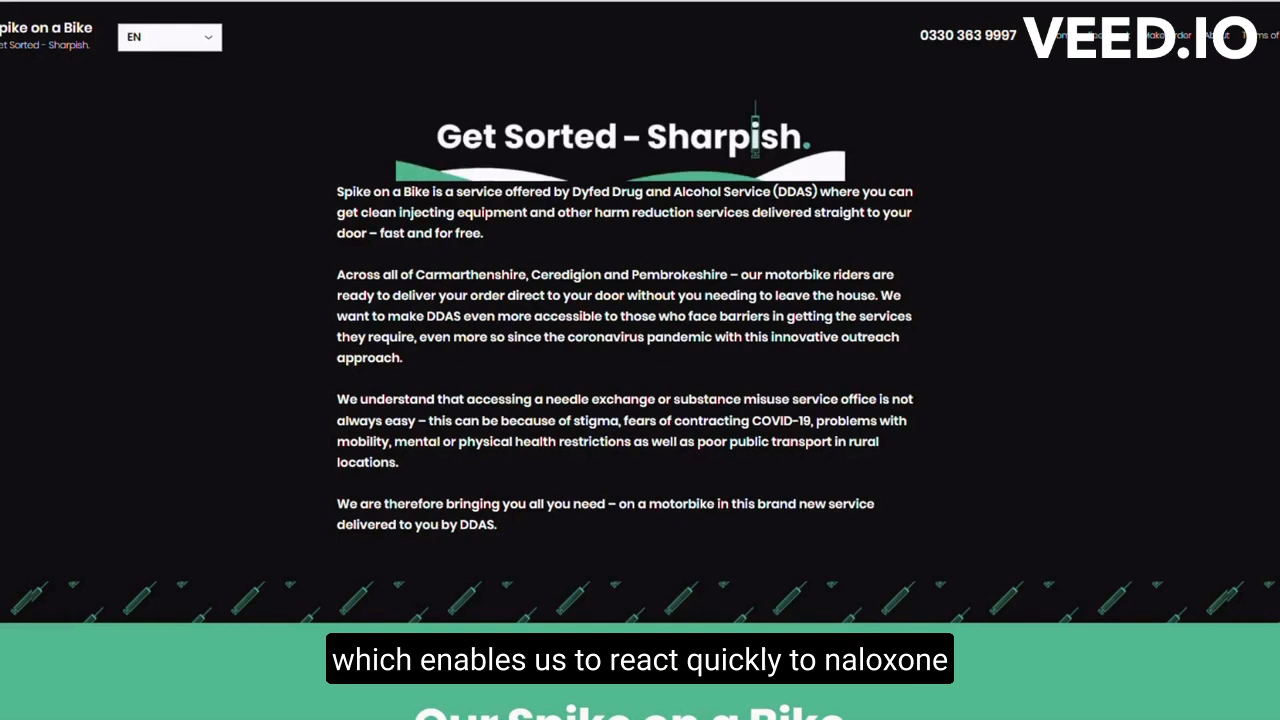 pike on a Bike
et Sorted - Sharpish.
EN
0330 363 9997
VEED.IO
Get Sorted - Sharpish.
Spike on a Bike is a service offered by Dyfed Drug and Alcohol Service (DDAS) where you can
get clean injecting equipment and other harm reduction services delivered straight to your
door – fast and for free.
Across all of Carmarthenshire, Ceredigion and Pembrokeshire – our motorbike riders are
ready to deliver your order direct to your door without you needing to leave the house. We
want to make DDAS even more accessible to those who face barriers in getting the services
they require, even more so since the coronavirus pandemic with this innovative outreach
approach.
We understand that accessing a needle exchange or substance misuse service office is not
always easy – this can be because of stigma, fears of contracting COVID-19, problems with
mobility, mental or physical health restrictions as well as poor public transport in rural
locations.
We are therefore bringing you all you need – on a motorbike in this brand new service
delivered to you by DDAS.
which enables us to react quickly to naloxone
Our Spike on a Bike